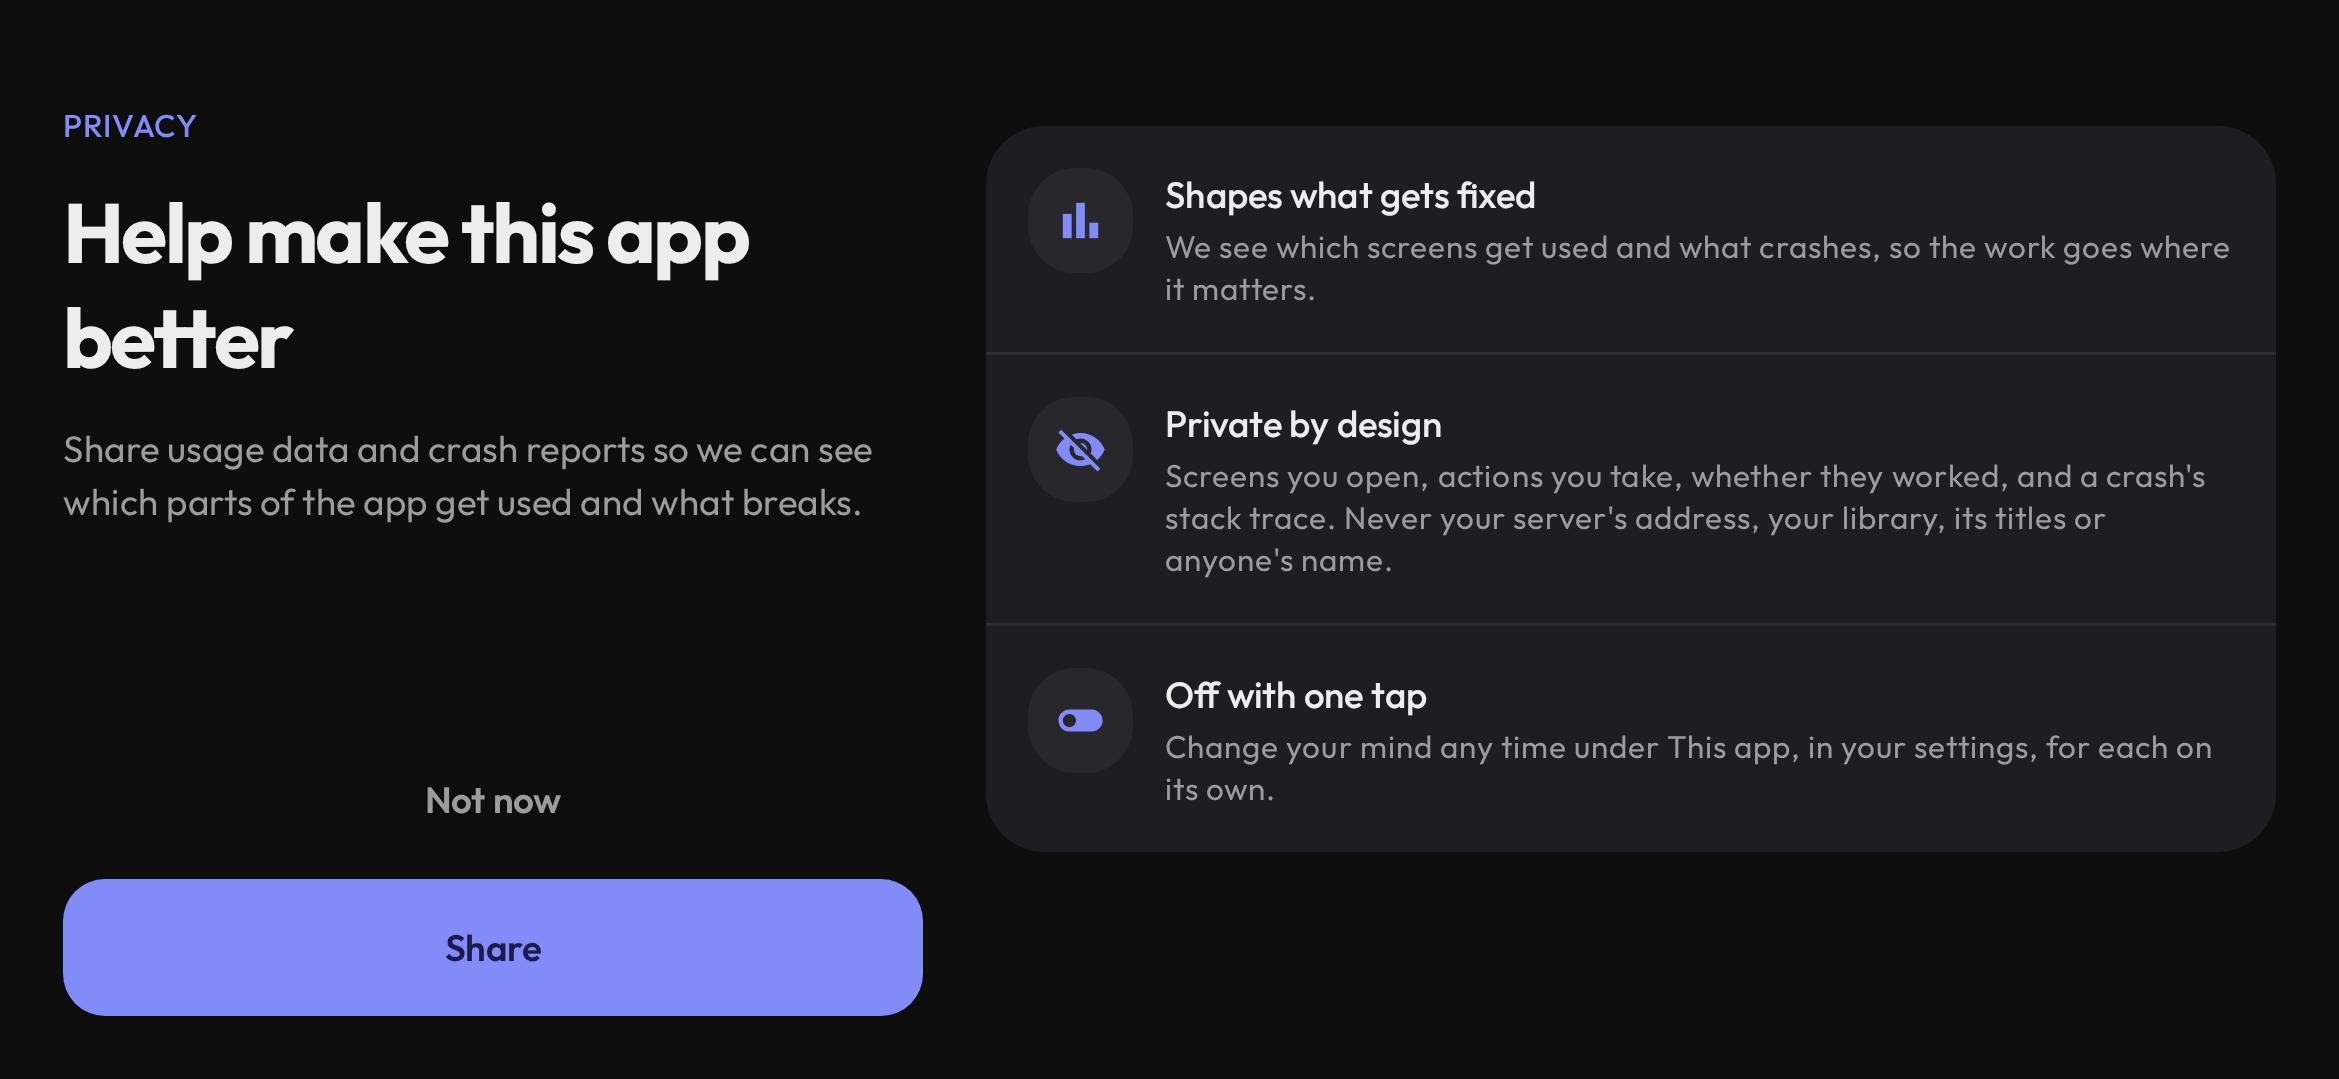 PRIVACY
Help make this app
better
Share usage data and crash reports so we can see
which parts of the app get used and what breaks.
Not now
Share
Shapes what gets fixed
We see which screens get used and what crashes, so the work goes where
it matters.
Private by design
Screens you open, actions you take, whether they worked, and a crash's
stack trace. Never your server's address, your library, its titles or
anyone's name.
Off with one tap
Change your mind any time under This app, in your settings, for each on
its own.